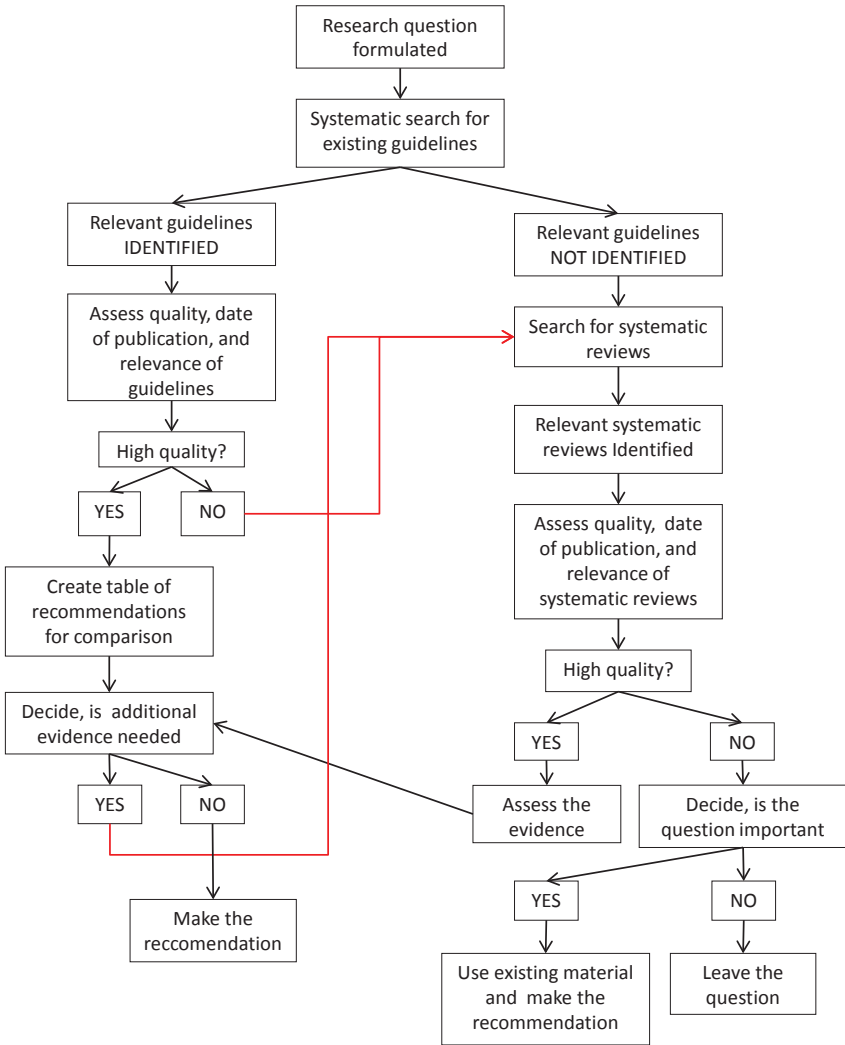 Research question
formulated
Systematic search for
existing guidelines
Relevant guidelines
IDENTIFIED
Relevant guidelines
NOT IDENTIFIED
Assess quality, date
of publication, and
relevance of
guidelines
Search for systematic
reviews
High quality?
Relevant systematic
reviews Identified
YES
NO
Assess quality, date
of publication, and
relevance of
systematic reviews
Create table of
recommendations
for comparison
High quality?
Decide, is additional
evidence needed
YES
NO
YES
NO
Assess the
evidence
Decide, is the
question important
Make the
reccomendation
YES
NO
Use existing material
and make the
recommendation
Leave the
question